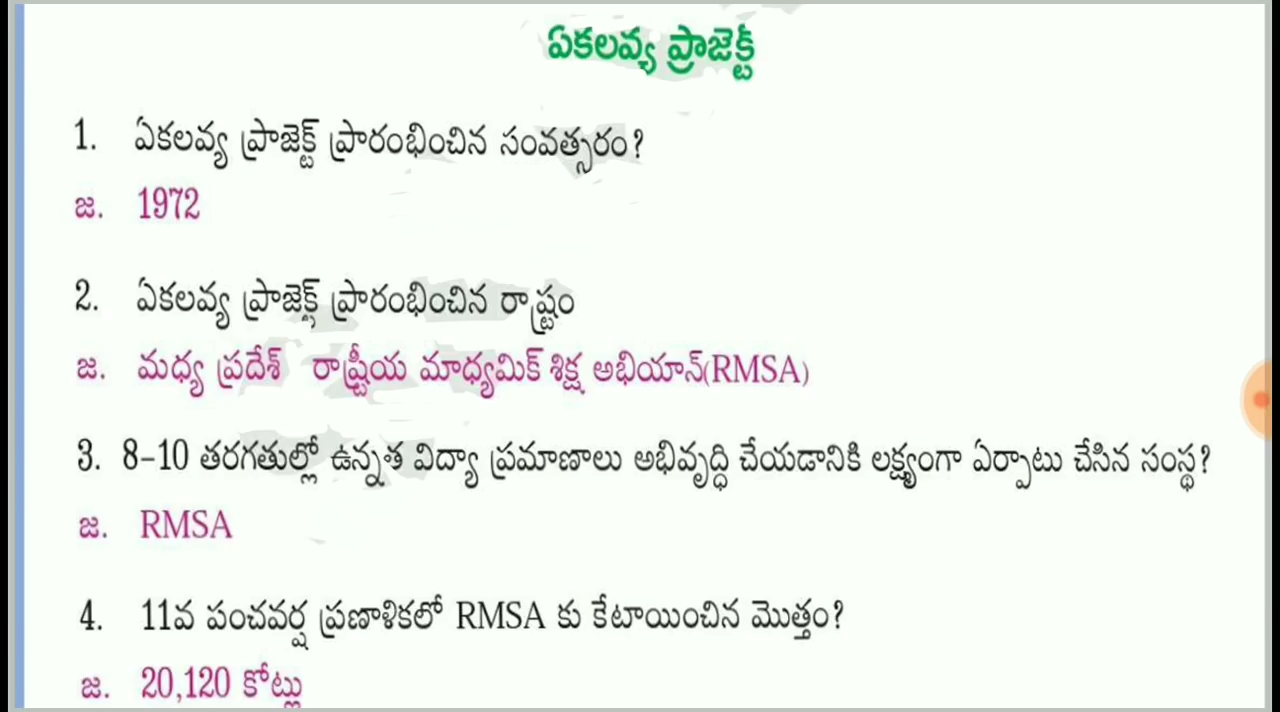 ఏకలవ్య ప్రాజెక్ట్
1. ఏకలవ్య ప్రాజెక్ట్ ప్రారంభించిన సంవత్సరం?
జ. 1972
2. ఏకలవ్య ప్రాజెక్ట్ ప్రారంభించిన రాష్ట్రం
జ. మధ్య ప్రదేశ్ రాష్ట్రీయ మాధ్యమిక్ శిక్ష అభియాన్(RMSA)
3. 8-10 తరగతుల్లో ఉన్నత విద్యా ప్రమాణాలు అభివృద్ధి చేయడానికి లక్ష్యంగా ఏర్పాటు చేసిన సంస్థ?
జ. RMSA
4. 11వ పంచవర్ష ప్రణాళికలో RMSA కు కేటాయించిన మొత్తం?
జ. 20,120 కోట్లు